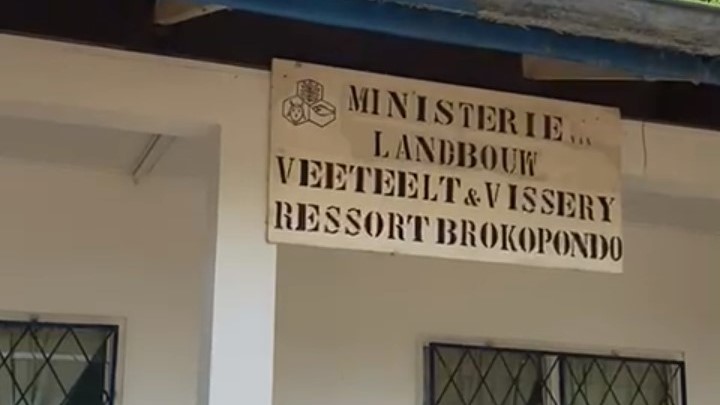 MINISTERIE...
LANDBOUW
VEETEELT & VISSERY
RESSORT BROKOPONDO